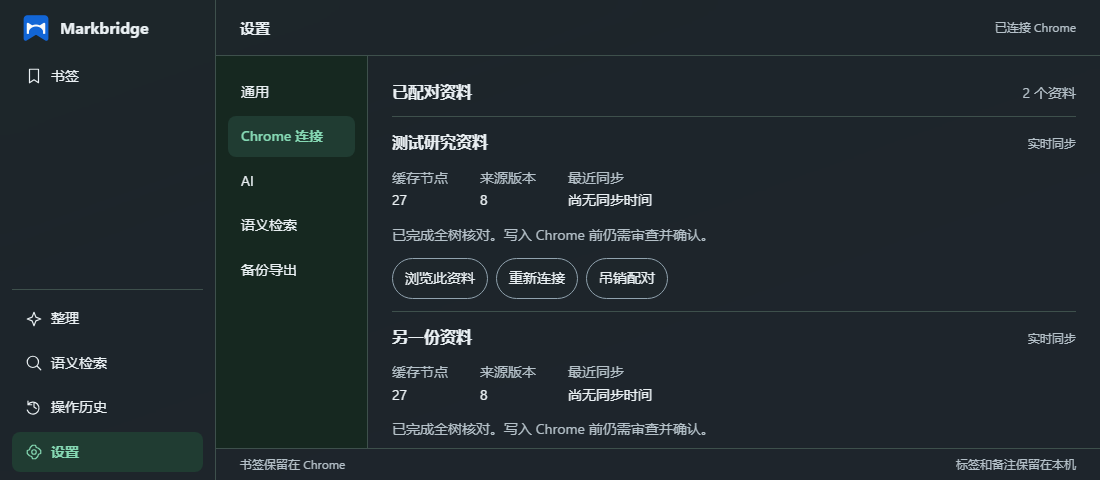 Markbridge
书签
整理
语义检索
操作历史
设置
设置
已连接 Chrome
通用
Chrome 连接
AI
语义检索
备份导出
已配对资料
2 个资料
测试研究资料
实时同步
缓存节点 来源版本 最近同步
27 8 尚无同步时间
已完成全树核对。写入 Chrome 前仍需审查并确认。
浏览此资料 重新连接 吊销配对
另一份资料
实时同步
缓存节点 来源版本 最近同步
27 8 尚无同步时间
已完成全树核对。写入 Chrome 前仍需审查并确认。
书签保留在 Chrome
标签和备注保留在本机